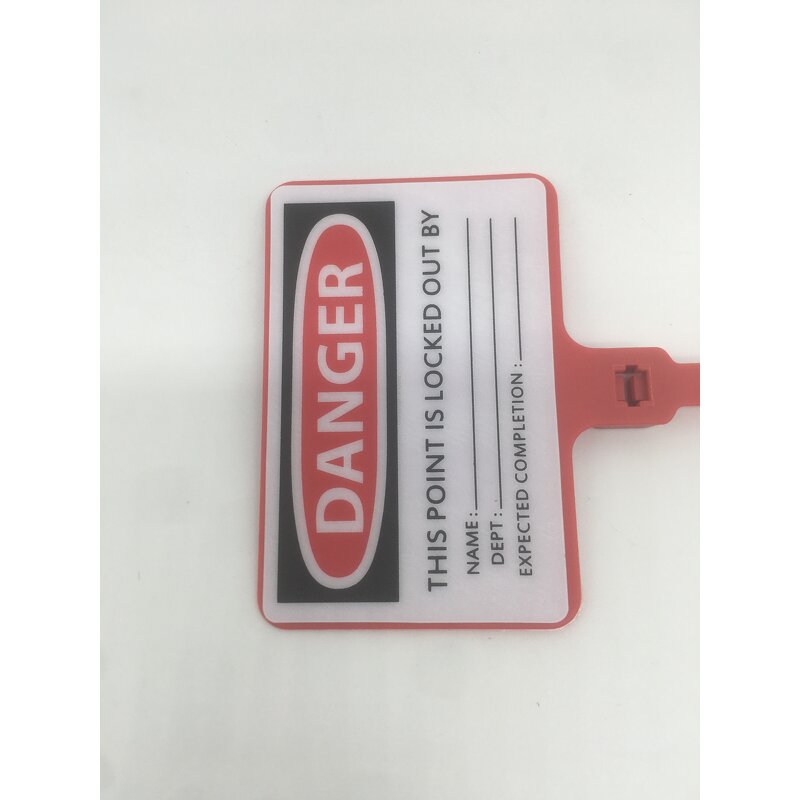 DANGER
THIS POINT IS LOCKED OUT BY
NAME:
DEPT:
EXPECTED COMPLETION: